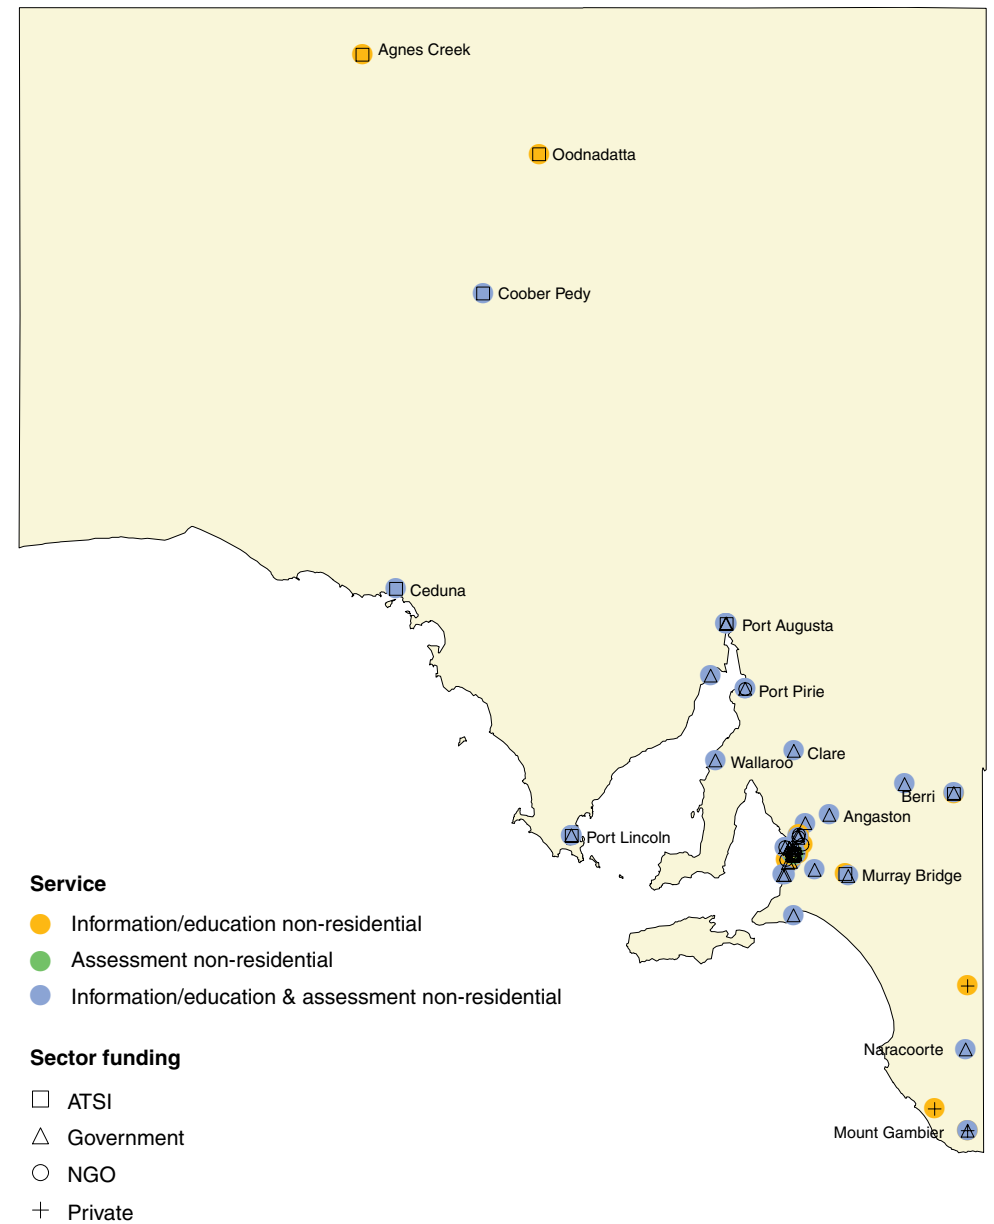 Agnes Creek
Oodnadatta
Coober Pedy
Ceduna
Port Augusta
Port Pirie
Clare
Wallaroo
Berri
Angaston
Port Lincoln
Murray Bridge
Service
Information/education non-residential
Assessment non-residential
Information/education & assessment non-residential
Naracoorte
Sector funding
ATSI
Government
Mount Gambier
NGO
Private